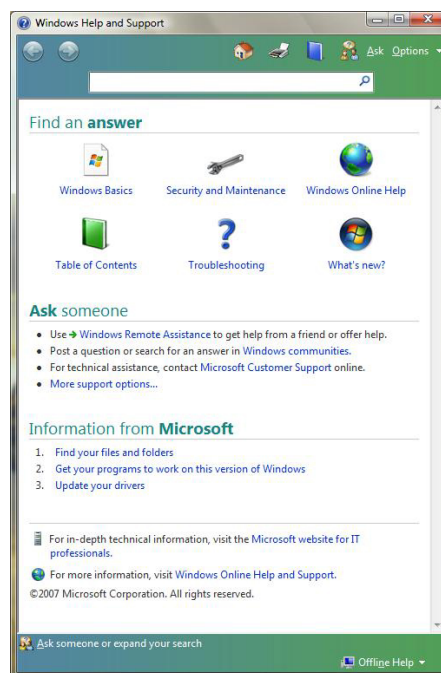 Windows Help and Support
Ask Options
Find an answer
Windows Basics
Security and Maintenance
Windows Online Help
Table of Contents
Troubleshooting
What's new?
Ask someone
Use Windows Remote Assistance to get help from a friend or offer help.
Post a question or search for an answer in Windows communities.
For technical assistance, contact Microsoft Customer Support online.
More support options...
Information from Microsoft
1. Find your files and folders
2. Get your programs to work on this version of Windows
3. Update your drivers
For in-depth technical information, visit the Microsoft website for IT
professionals.
For more information, visit Windows Online Help and Support.
©2007 Microsoft Corporation. All rights reserved.
Ask someone or expand your search
Offline Help